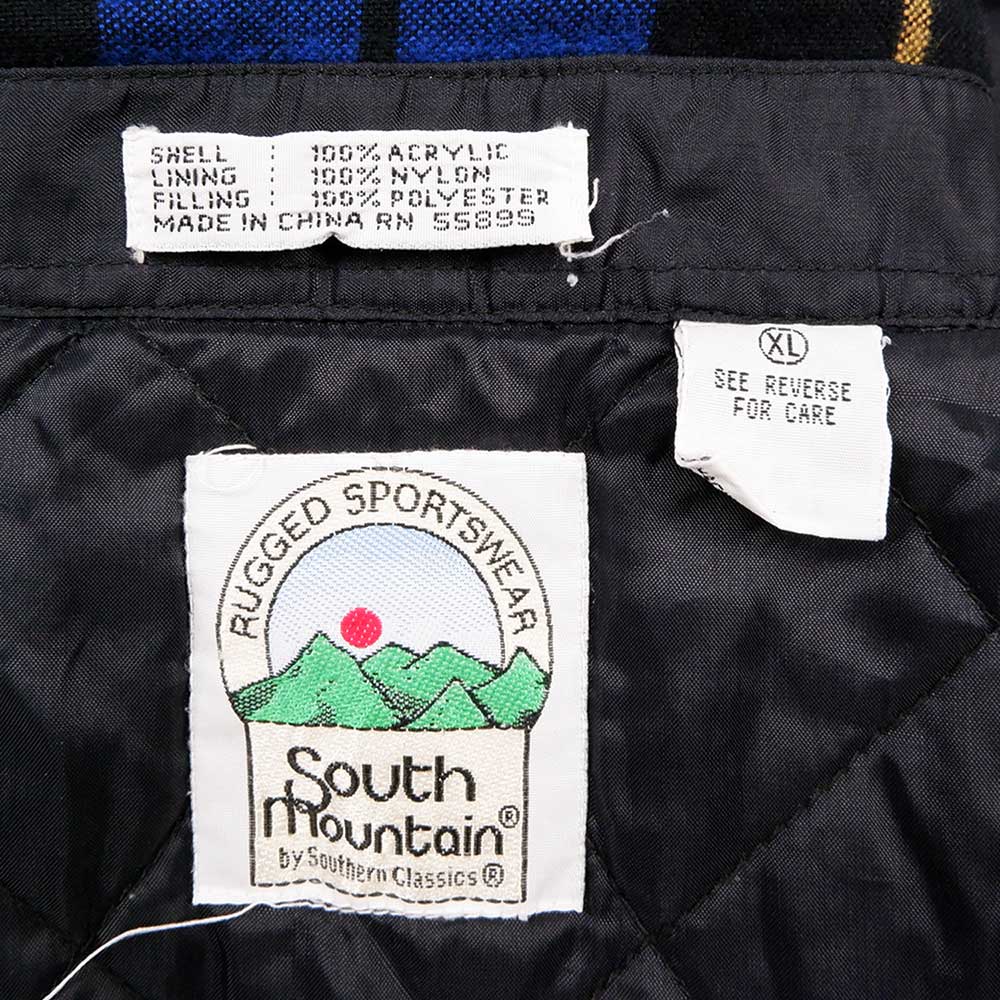 SHELL : 100% ACRYLIC
LINING : 100% NYLON
FILLING : 100% POLYESTER
MADE IN CHINA RN 55899
XL
SEE REVERSE
FOR CARE
RUGGED SPORTSWEAR
South
Mountain®
by Southern Classics®